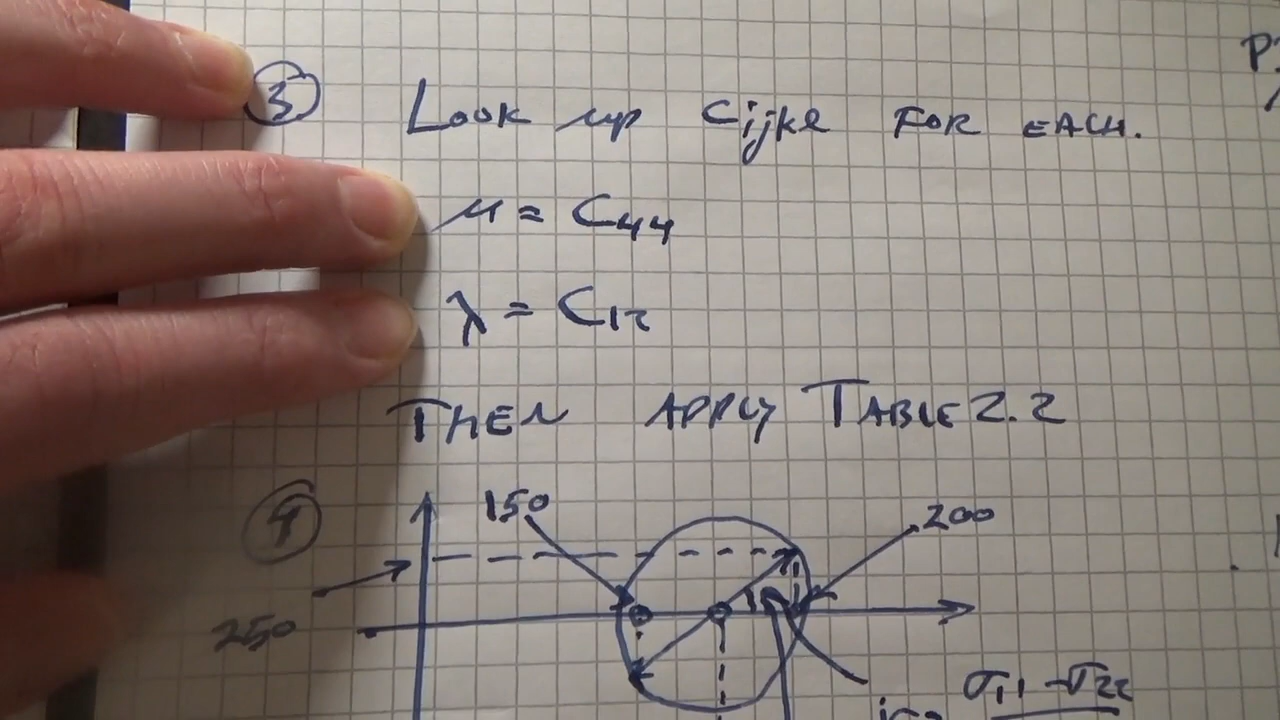 ③ Look up Cijkl FOR EACH.
μ = C44
λ = C12
THEN APPLY TABLE 2.2
④ 150 200
250
σ11 - σ22